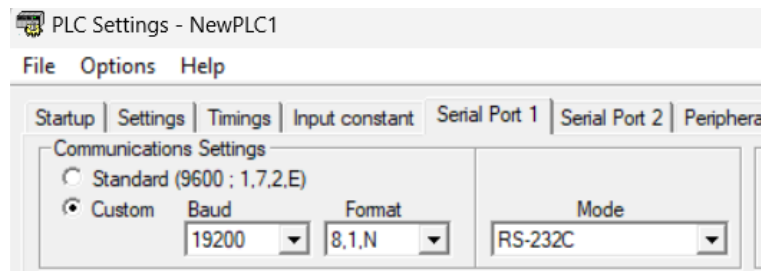 PLC Settings - NewPLC1
File Options Help
Startup Settings Timings Input constant Serial Port 1 Serial Port 2 Periphera
Communications Settings
Standard (9600 ; 1,7,2,E)
Custom Baud Format Mode
19200 8,1,N RS-232C